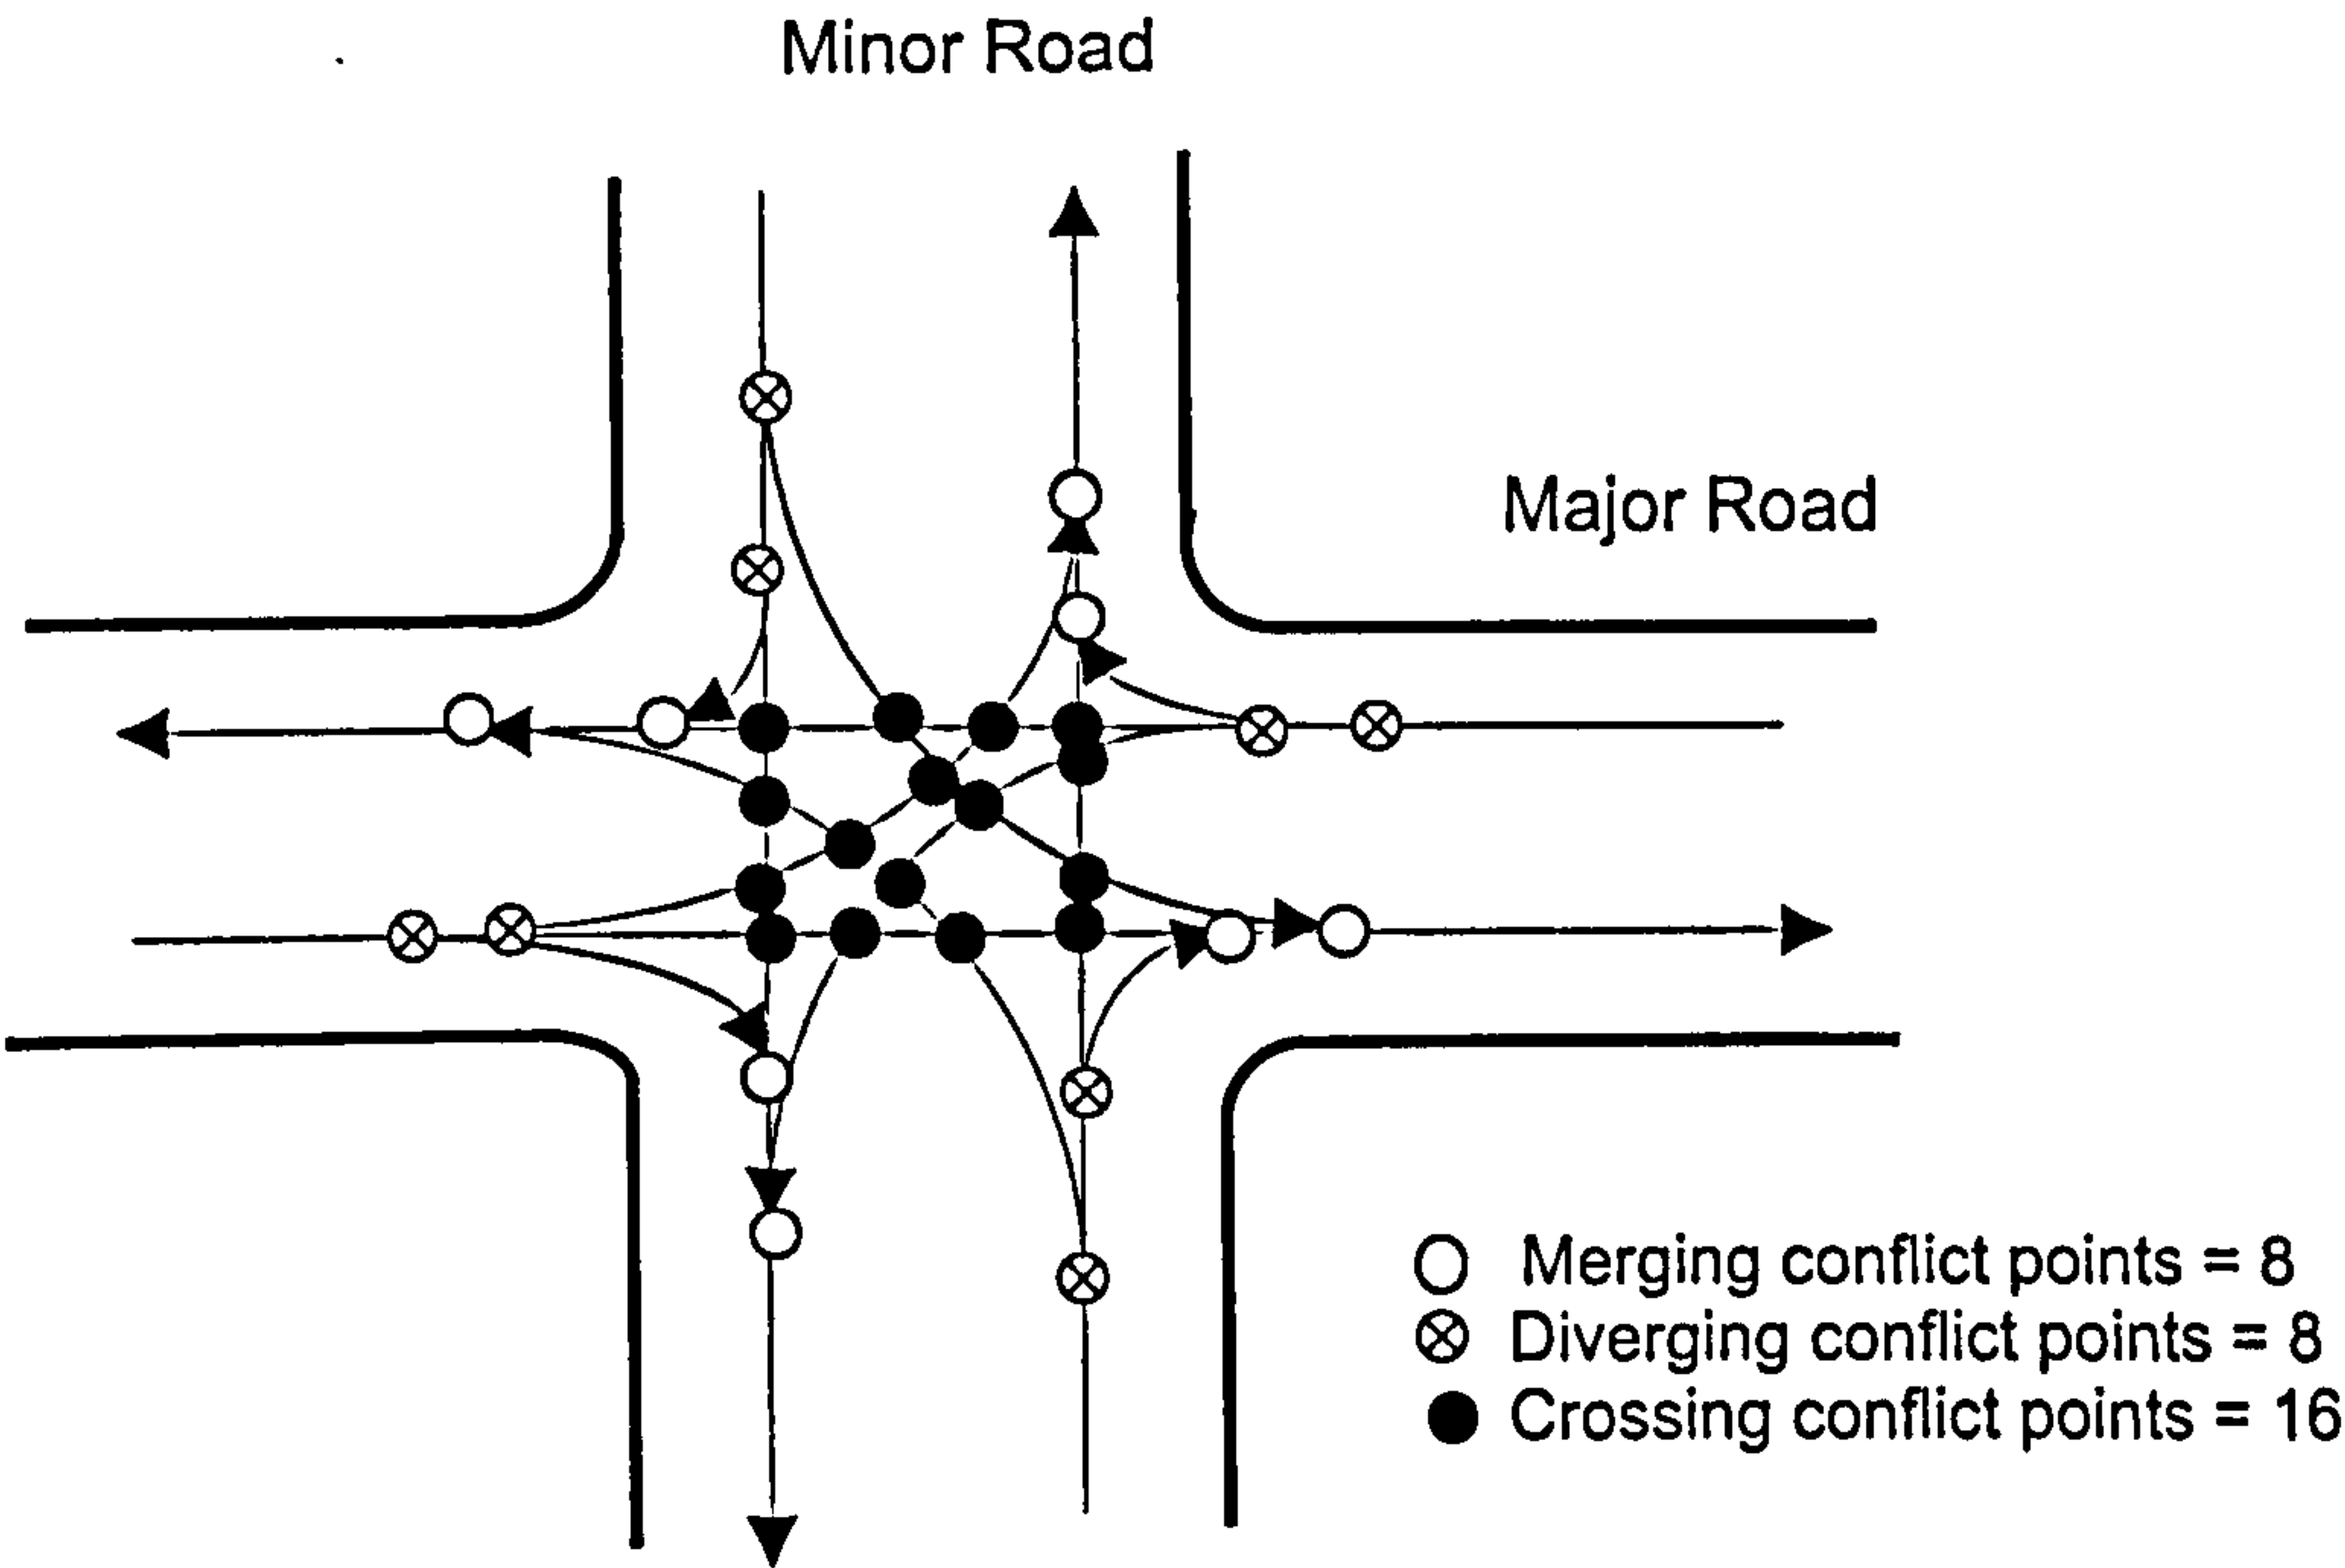 Minor Road
Major Road
Merging conflict points = 8
Diverging conflict points = 8
Crossing conflict points = 16